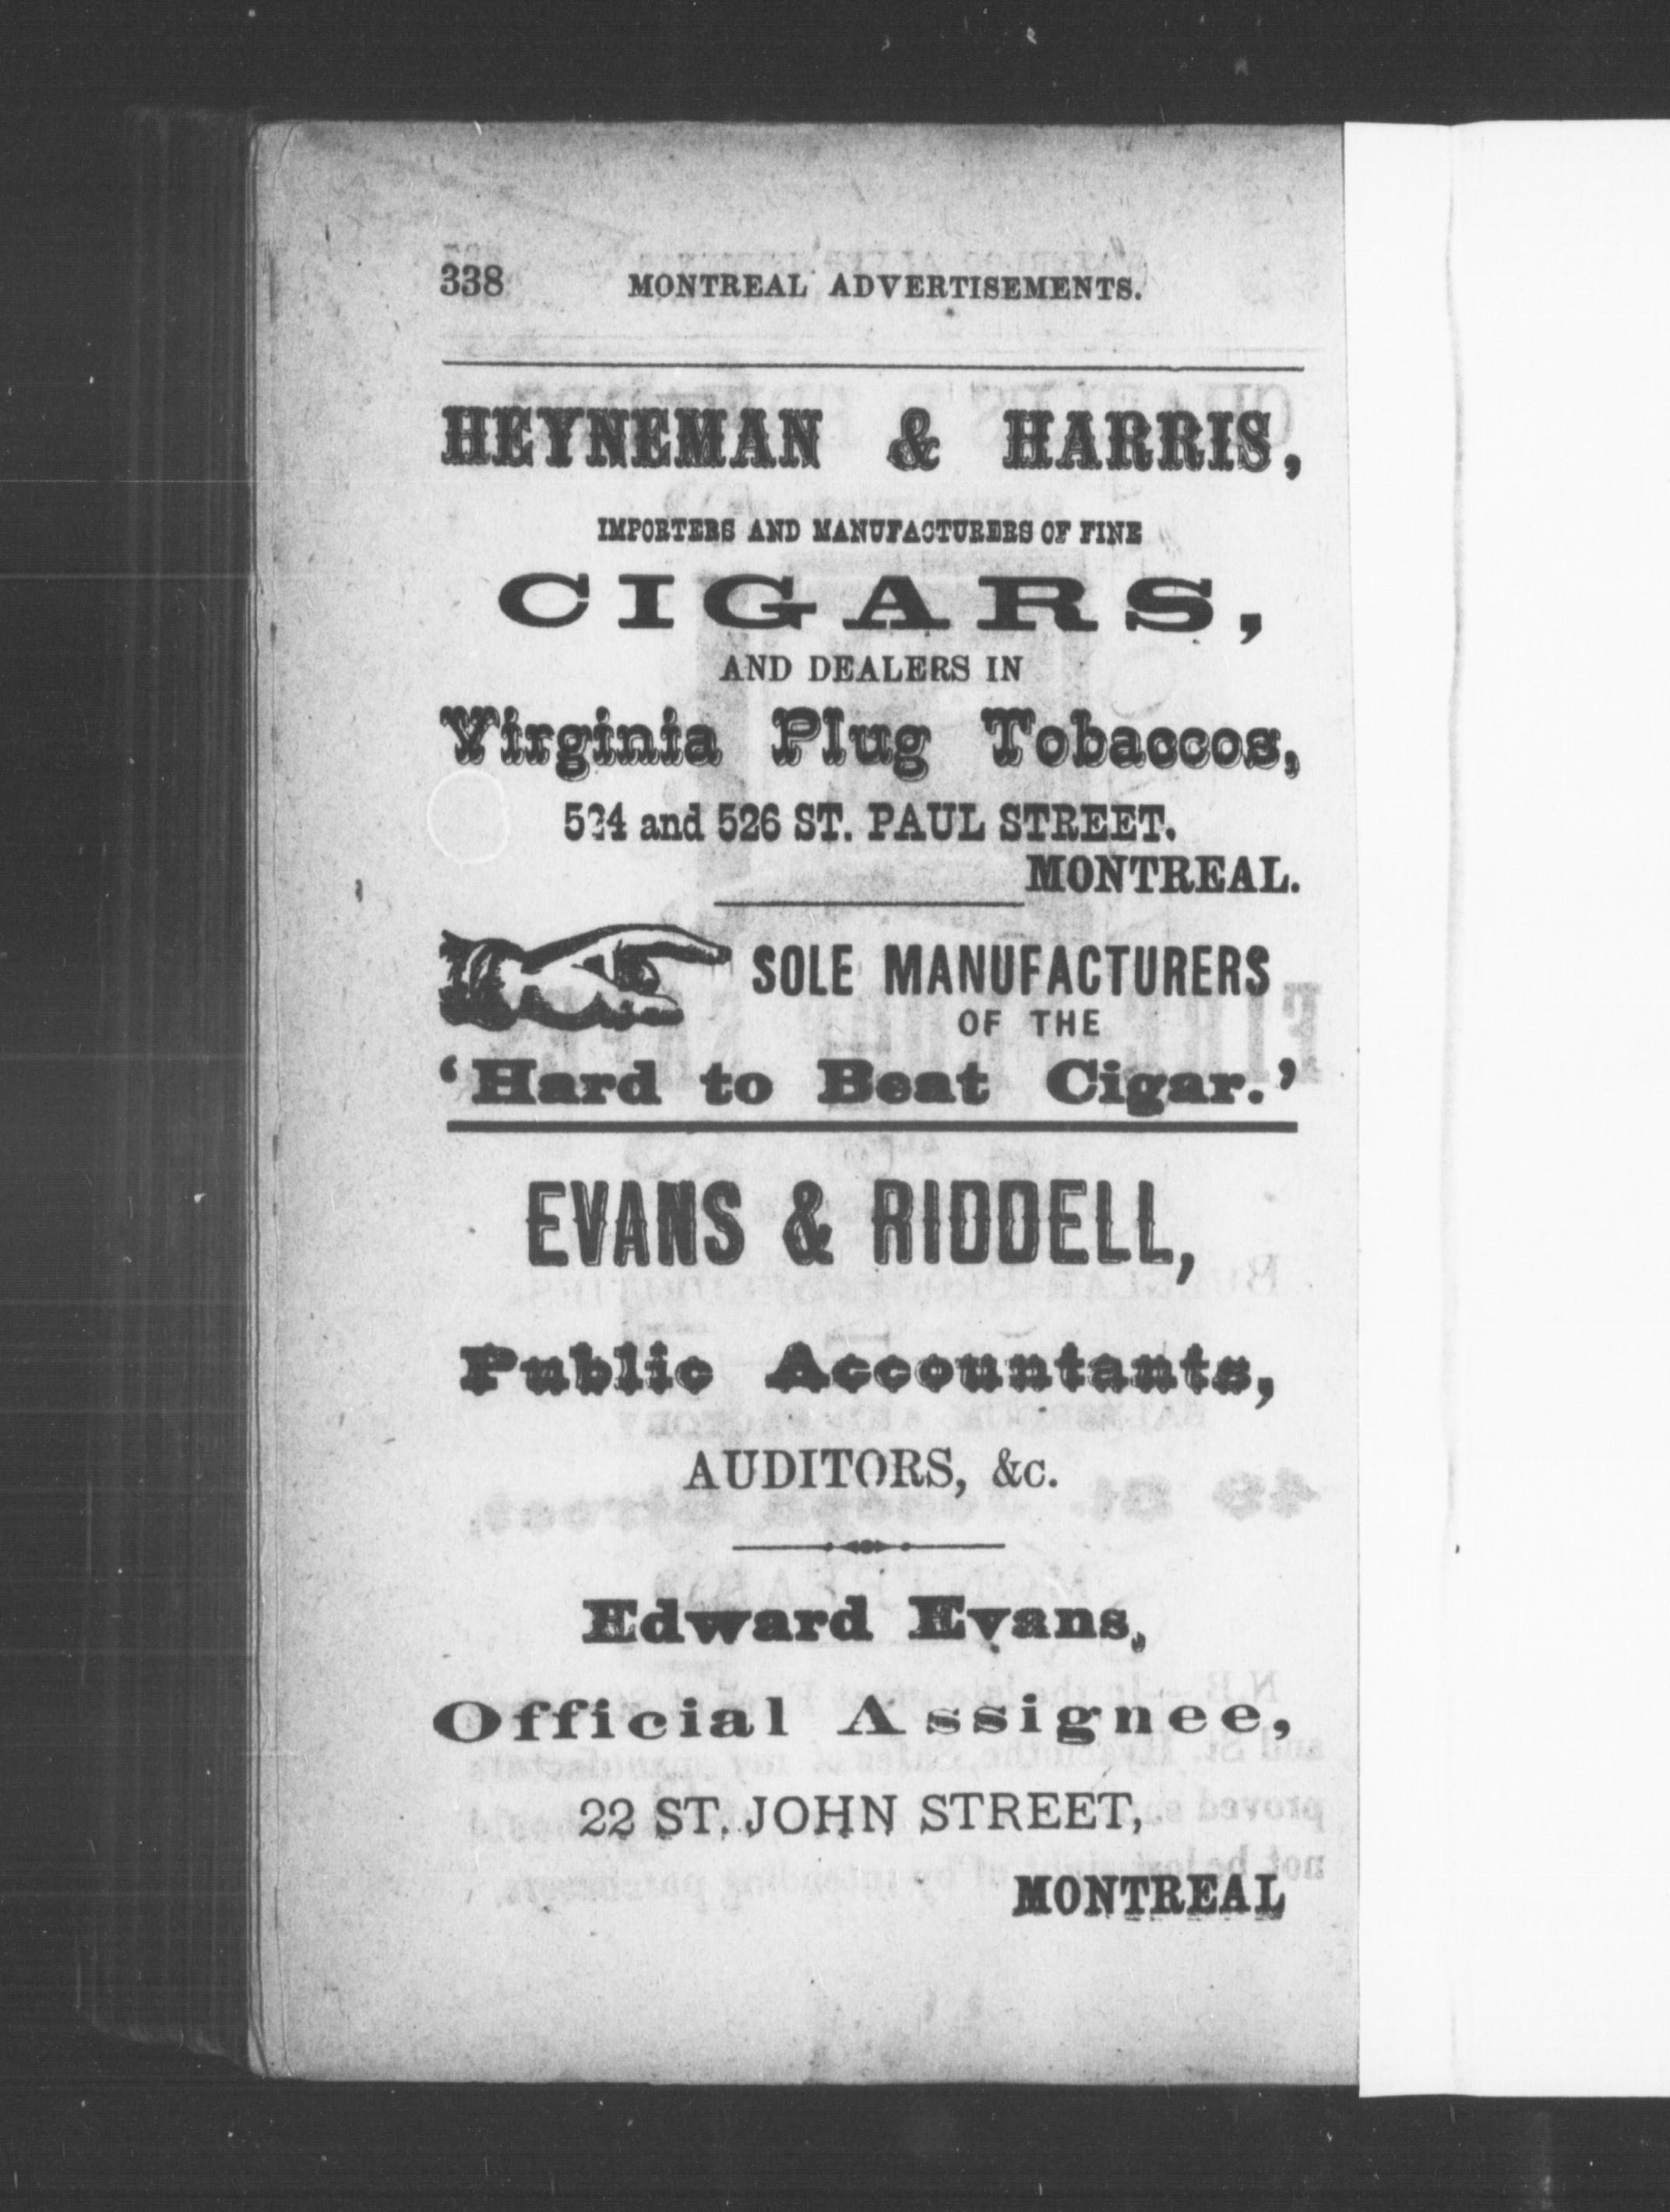 338 MONTREAL ADVERTISEMENTS.
HEYNEMAN & HARRIS,
IMPORTERS AND MANUFACTURERS OF FINE
CIGARS,
AND DEALERS IN
Virginia Plug Tobaccos,
524 and 526 ST. PAUL STREET.
MONTREAL.
SOLE MANUFACTURERS
OF THE
‘Hard to Beat Cigar.’
EVANS & RIDDELL,
Public Accountants,
AUDITORS, &c.
Edward Evans,
Official Assignee,
22 ST. JOHN STREET,
MONTREAL